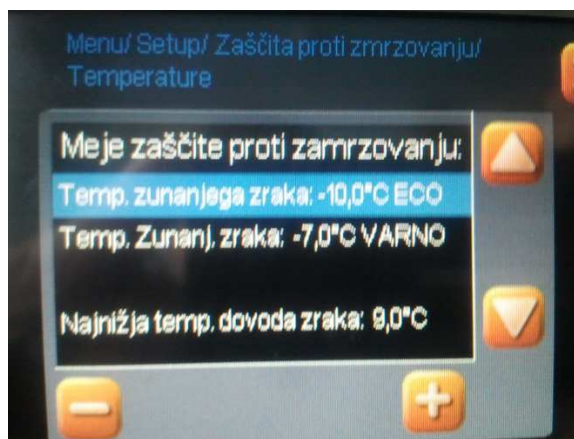 Menu/ Setup/ Zaščita proti zmrzovanju/
Temperature
Meje zaščite proti zamrzovanju:
Temp. zunanjega zraka: -10,0°C ECO
Temp. Zunanj. zraka: -7,0°C VARNO
Najnižja temp. dovoda zraka: 9,0°C